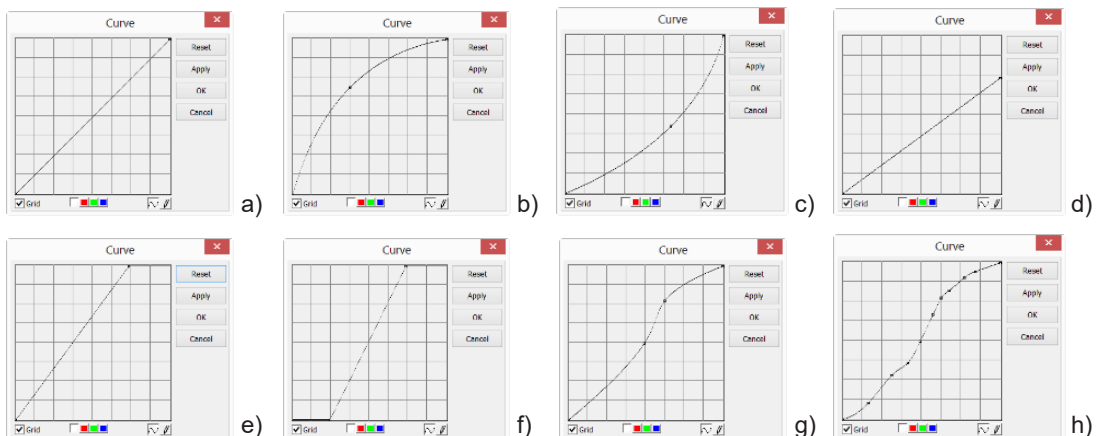 Curve
Reset
Apply
OK
Cancel
Grid
a)
Curve
Reset
Apply
OK
Cancel
Grid
b)
Curve
Reset
Apply
OK
Cancel
Grid
c)
Curve
Reset
Apply
OK
Cancel
Grid
d)
Curve
Reset
Apply
OK
Cancel
Grid
e)
Curve
Reset
Apply
OK
Cancel
Grid
f)
Curve
Reset
Apply
OK
Cancel
Grid
g)
Curve
Reset
Apply
OK
Cancel
Grid
h)